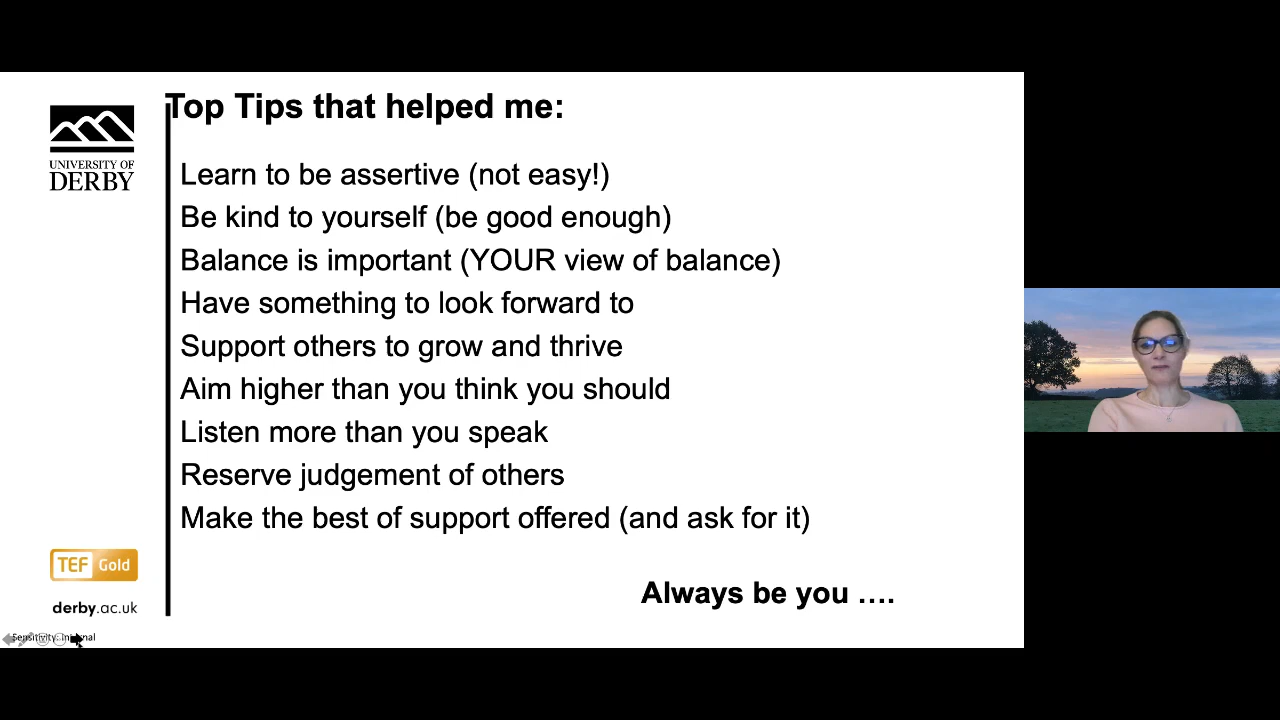 Top Tips that helped me:
UNIVERSITY OF
DERBY
Learn to be assertive (not easy!)
Be kind to yourself (be good enough)
Balance is important (YOUR view of balance)
Have something to look forward to
Support others to grow and thrive
Aim higher than you think you should
Listen more than you speak
Reserve judgement of others
Make the best of support offered (and ask for it)
TEF Gold
Always be you ….
derby.ac.uk
Sensitivity: Internal